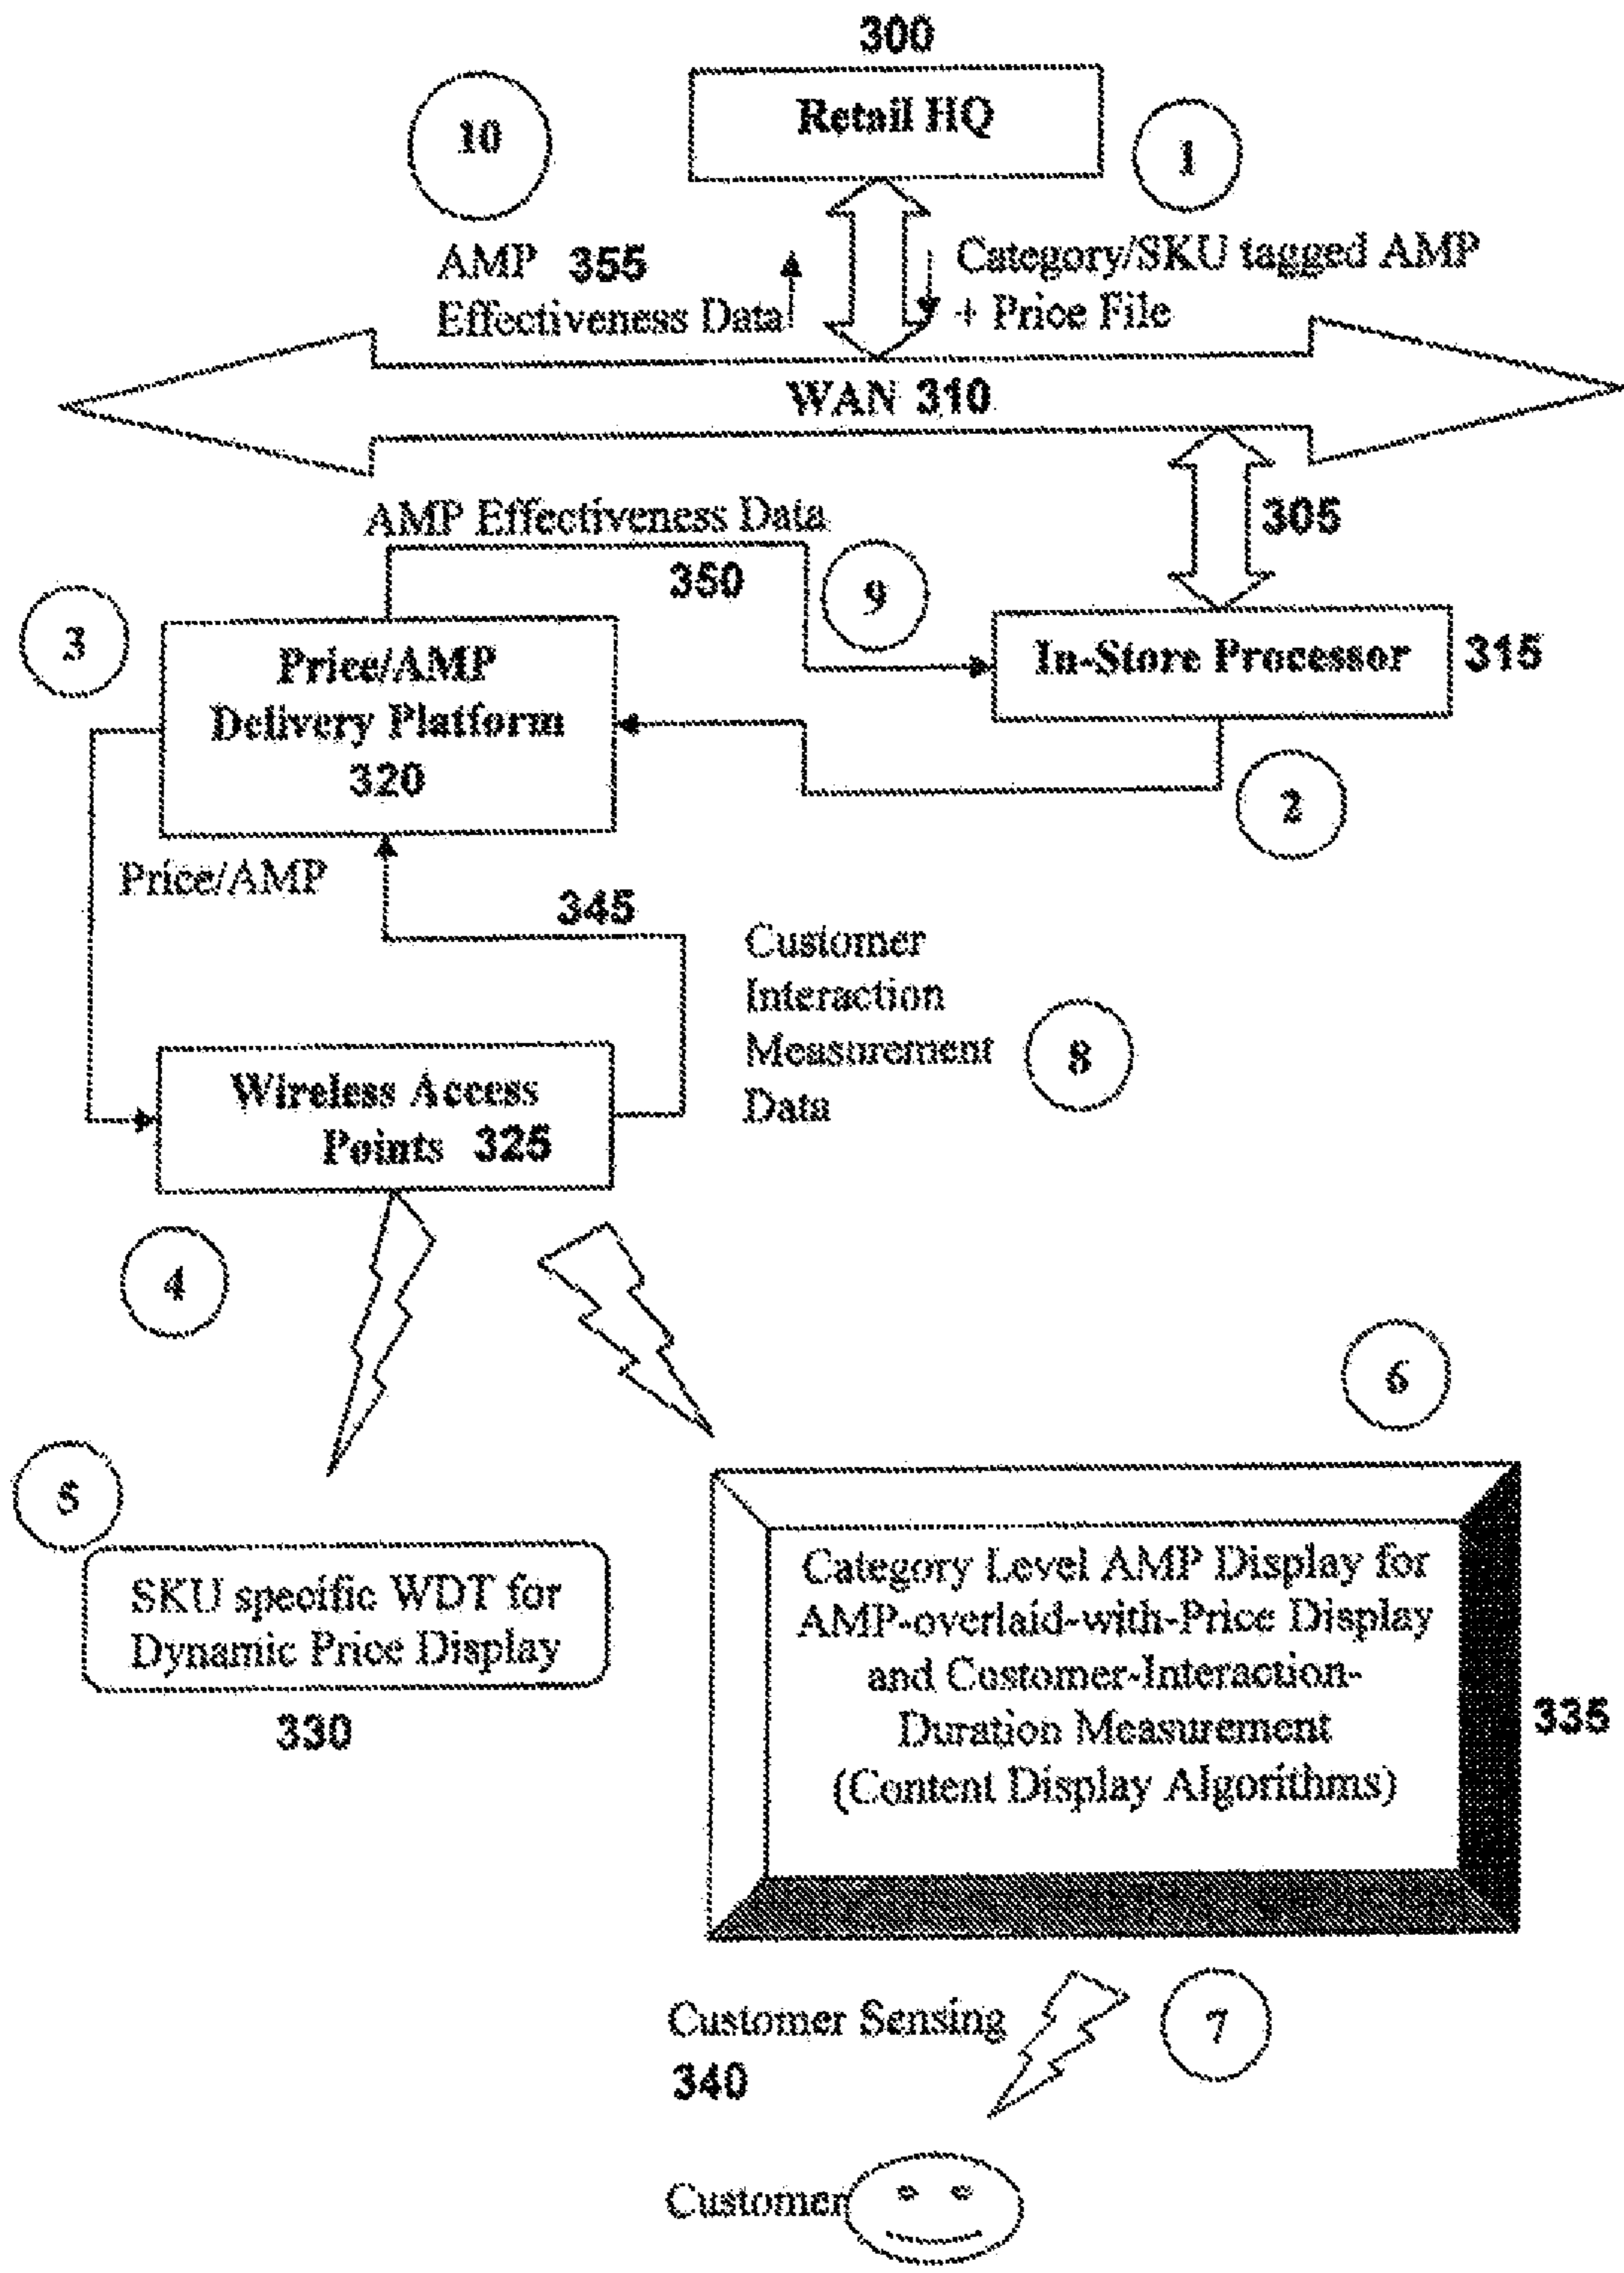 300
Retail HQ
10
1
AMP 355
Effectiveness Data
Category/SKU tagged AMP
+ Price File
WAN 310
AMP Effectiveness Data
350
305
9
3
Price/AMP
Delivery Platform
320
In-Store Processor
315
2
Price/AMP
345
Customer
Interaction
Measurement
Data
8
Wireless Access
Points 325
4
6
5
SKU specific WDT for
Dynamic Price Display
330
Category Level AMP Display for
AMP-overlaid-with-Price Display
and Customer-Interaction-
Duration Measurement
(Content Display Algorithms)
335
Customer Sensing
340
7
Customer